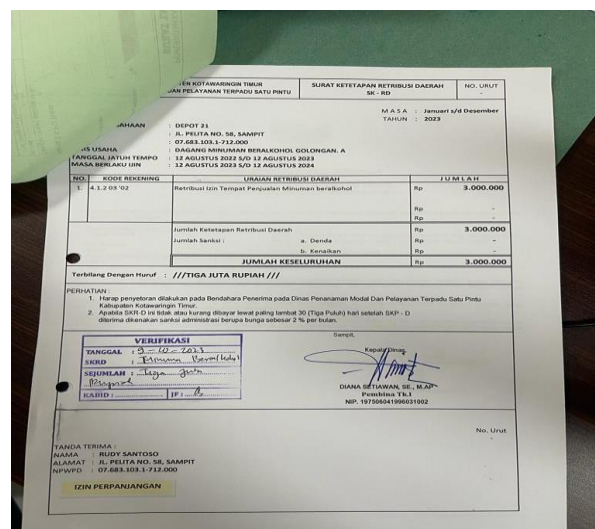 TEN KOTAWARINGIN TIMUR
DAN PELAYANAN TERPADU SATU PINTU
SURAT KETETAPAN RETRIBUSI DAERAH
SK - RD
NO. URUT
-
MASA : Januari s/d Desember
TAHUN : 2023
SAHAAN : DEPOT 21
: JL. PELITA NO. 58, SAMPIT
: 07.683.103.1-712.000
IS USAHA : DAGANG MINUMAN BERALKOHOL GOLONGAN. A
TANGGAL JATUH TEMPO : 12 AGUSTUS 2022 S/D 12 AGUSTUS 2023
MASA BERLAKU IJIN : 12 AGUSTUS 2023 S/D 12 AGUSTUS 2024
NO. KODE REKENING URAIAN RETRIBUSI DAERAH JUMLAH
1. 4.1.2 03 '02 Retribusi Izin Tempat Penjualan Minuman beralkohol Rp 3.000.000
Rp -
Rp -
Jumlah Ketetapan Retribusi Daerah Rp 3.000.000
Jumlah Sanksi : a. Denda Rp -
b. Kenaikan Rp -
JUMLAH KESELURUHAN Rp 3.000.000
Terbilang Dengan Huruf : ///TIGA JUTA RUPIAH ///
PERHATIAN :
1. Harap penyetoran dilakukan pada Bendahara Penerima pada Dinas Penanaman Modal Dan Pelayanan Terpadu Satu Pintu
Kabupaten Kotawaringin Timur.
2. Apabila SKR-D ini tidak atau kurang dibayar lewat paling lambat 30 (Tiga Puluh) hari setelah SKP - D
diterima dikenakan sanksi administrasi berupa bunga sebesar 2 % per bulan.
VERIFIKASI
TANGGAL : 9-10-2023
SKRD : Minuman
SEJUMLAH : Tiga Juta
Rupiah
KABID : JF :
Sampit,
Kepala Dinas,
DIANA SETIAWAN, SE., M.AP
Pembina Tk.I
NIP. 197506041996031002
No. Urut
TANDA TERIMA :
NAMA : RUDY SANTOSO
ALAMAT : JL. PELITA NO. 58, SAMPIT
NPWPD : 07.683.103.1-712.000
IZIN PERPANJANGAN